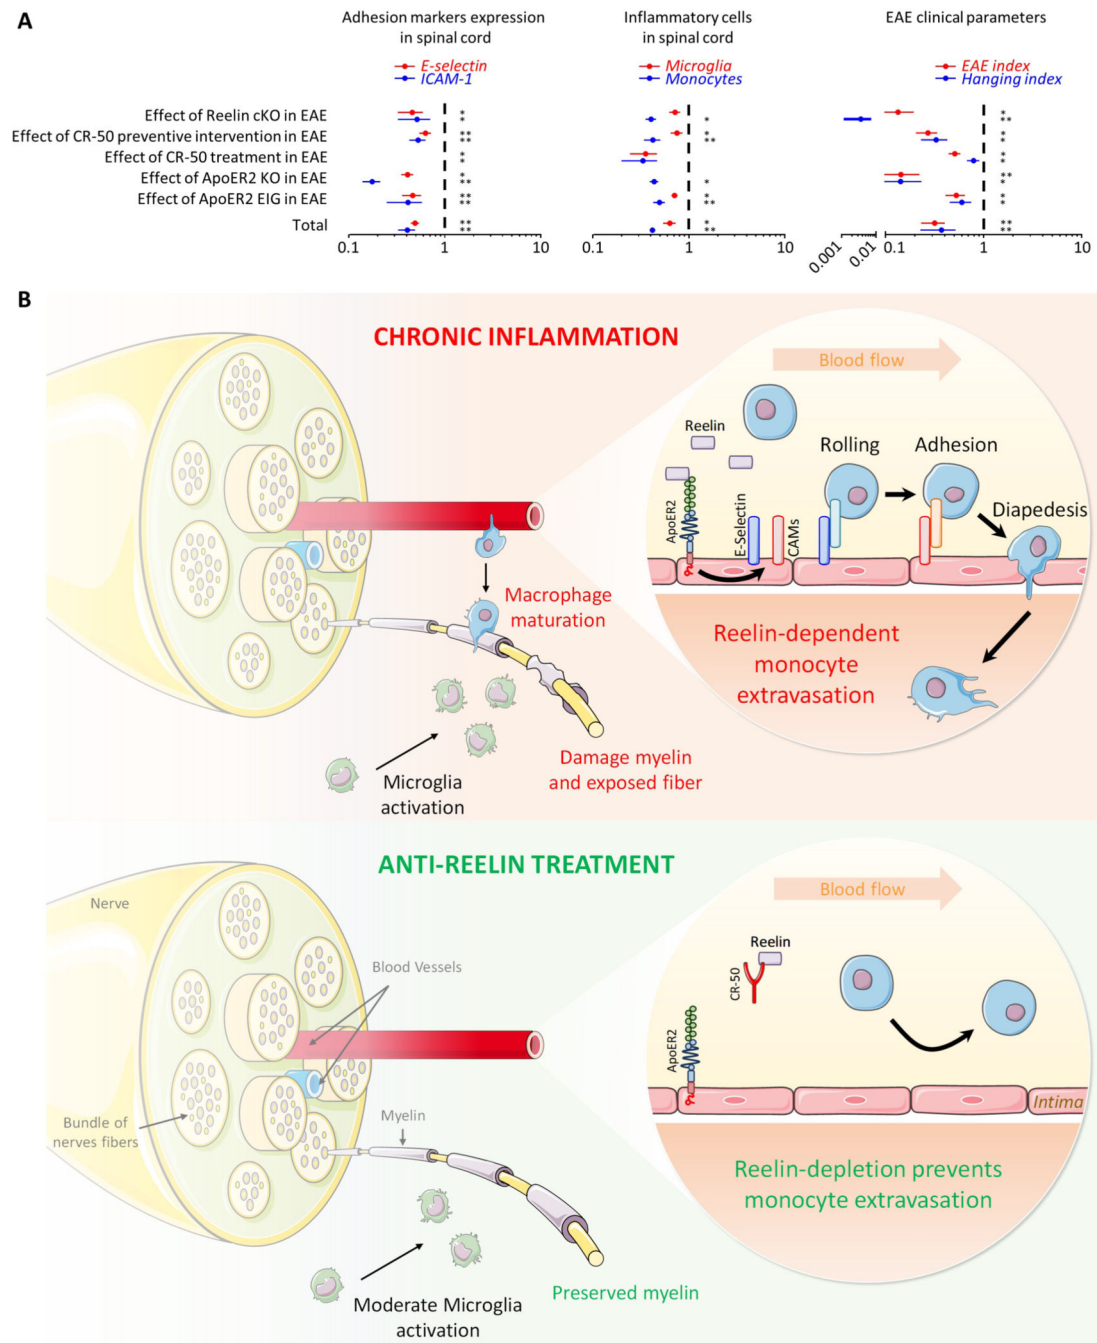 A
Adhesion markers expression
in spinal cord
E-selectin
ICAM-1
Inflammatory cells
in spinal cord
Microglia
Monocytes
EAE clinical parameters
EAE index
Hanging index
Effect of Reelin cKO in EAE
Effect of CR-50 preventive intervention in EAE
Effect of CR-50 treatment in EAE
Effect of ApoER2 KO in EAE
Effect of ApoER2 EIG in EAE
Total
0.1
1
10
0.1
1
10
0.001
0.01
0.1
1
10
B
CHRONIC INFLAMMATION
Blood flow
Reelin
Rolling
Adhesion
Diapedesis
ApoER2
E-Selectin
CAMs
Macrophage
maturation
Reelin-dependent
monocyte
extravasation
Damage myelin
and exposed fiber
Microglia
activation
ANTI-REELIN TREATMENT
Blood flow
Nerve
Blood Vessels
Reelin
CR-50
ApoER2
Intima
Bundle of
nerves fibers
Myelin
Reelin-depletion prevents
monocyte extravasation
Preserved myelin
Moderate Microglia
activation